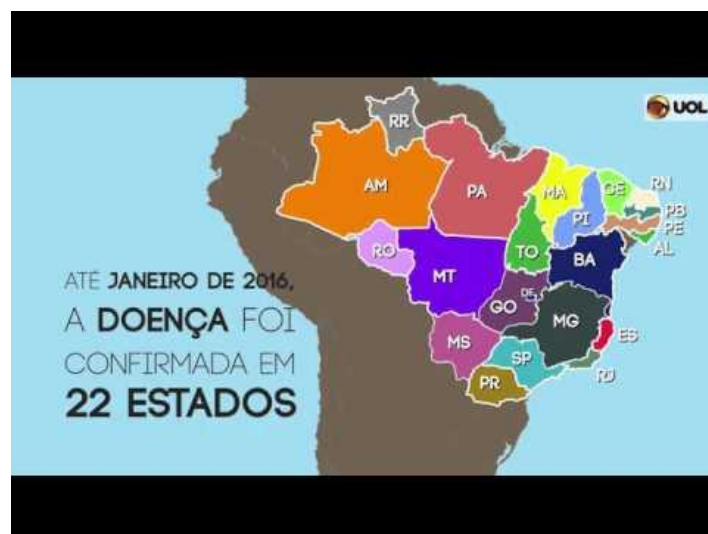 UOL
RR
AM
PA
MA
CE
RN
PI
PB
PE
AL
TO
RO
MT
BA
GO
DF
MG
ES
MS
SP
RJ
PR
ATÉ JANEIRO DE 2016,
A DOENÇA FOI
CONFIRMADA EM
22 ESTADOS